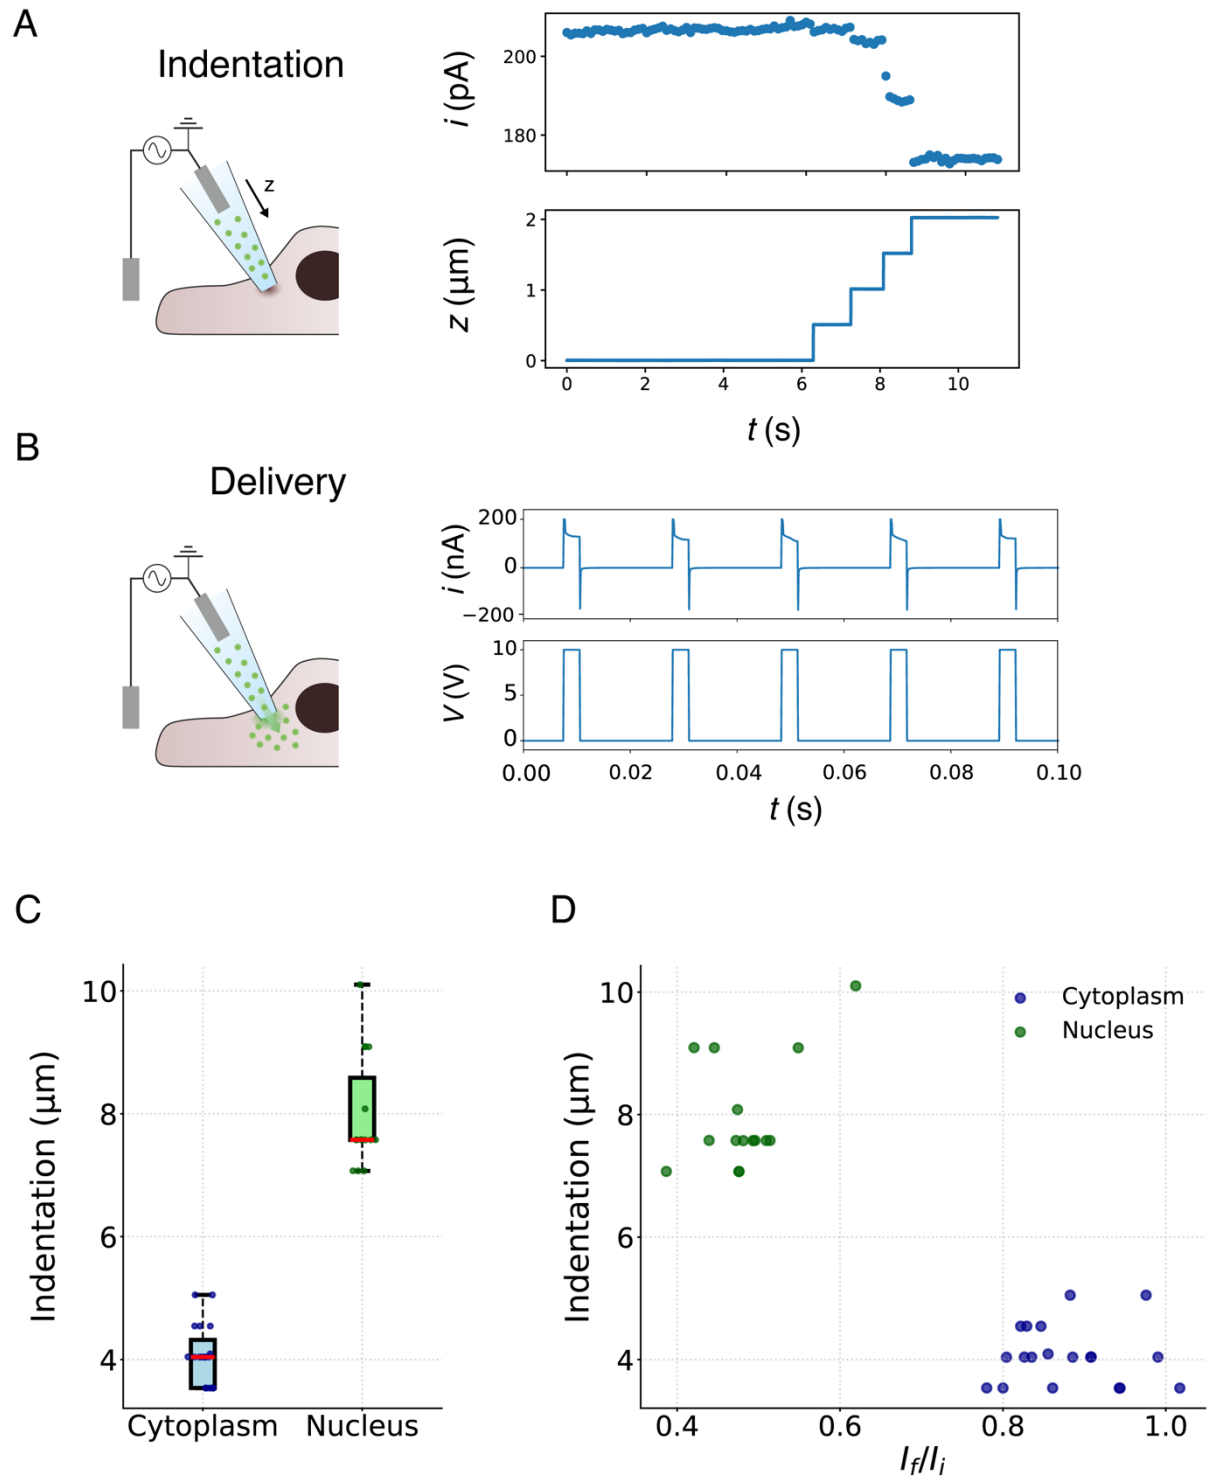 A
Indentation
z
i (pA)
200
180
z (µm)
2
1
0
0 2 4 6 8 10
t (s)
B
Delivery
i (nA)
200
0
−200
V (V)
10
5
0
0.00 0.02 0.04 0.06 0.08 0.10
t (s)
C
Indentation (µm)
10
8
6
4
Cytoplasm Nucleus
D
Indentation (µm)
10
8
6
4
Cytoplasm
Nucleus
0.4 0.6 0.8 1.0
If/Ii